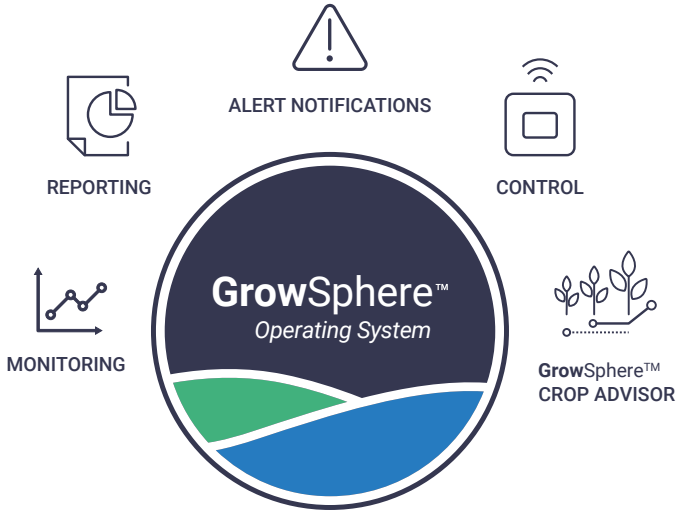 ALERT NOTIFICATIONS
REPORTING
CONTROL
MONITORING
GrowSphere™
Operating System
GrowSphere™
CROP ADVISOR